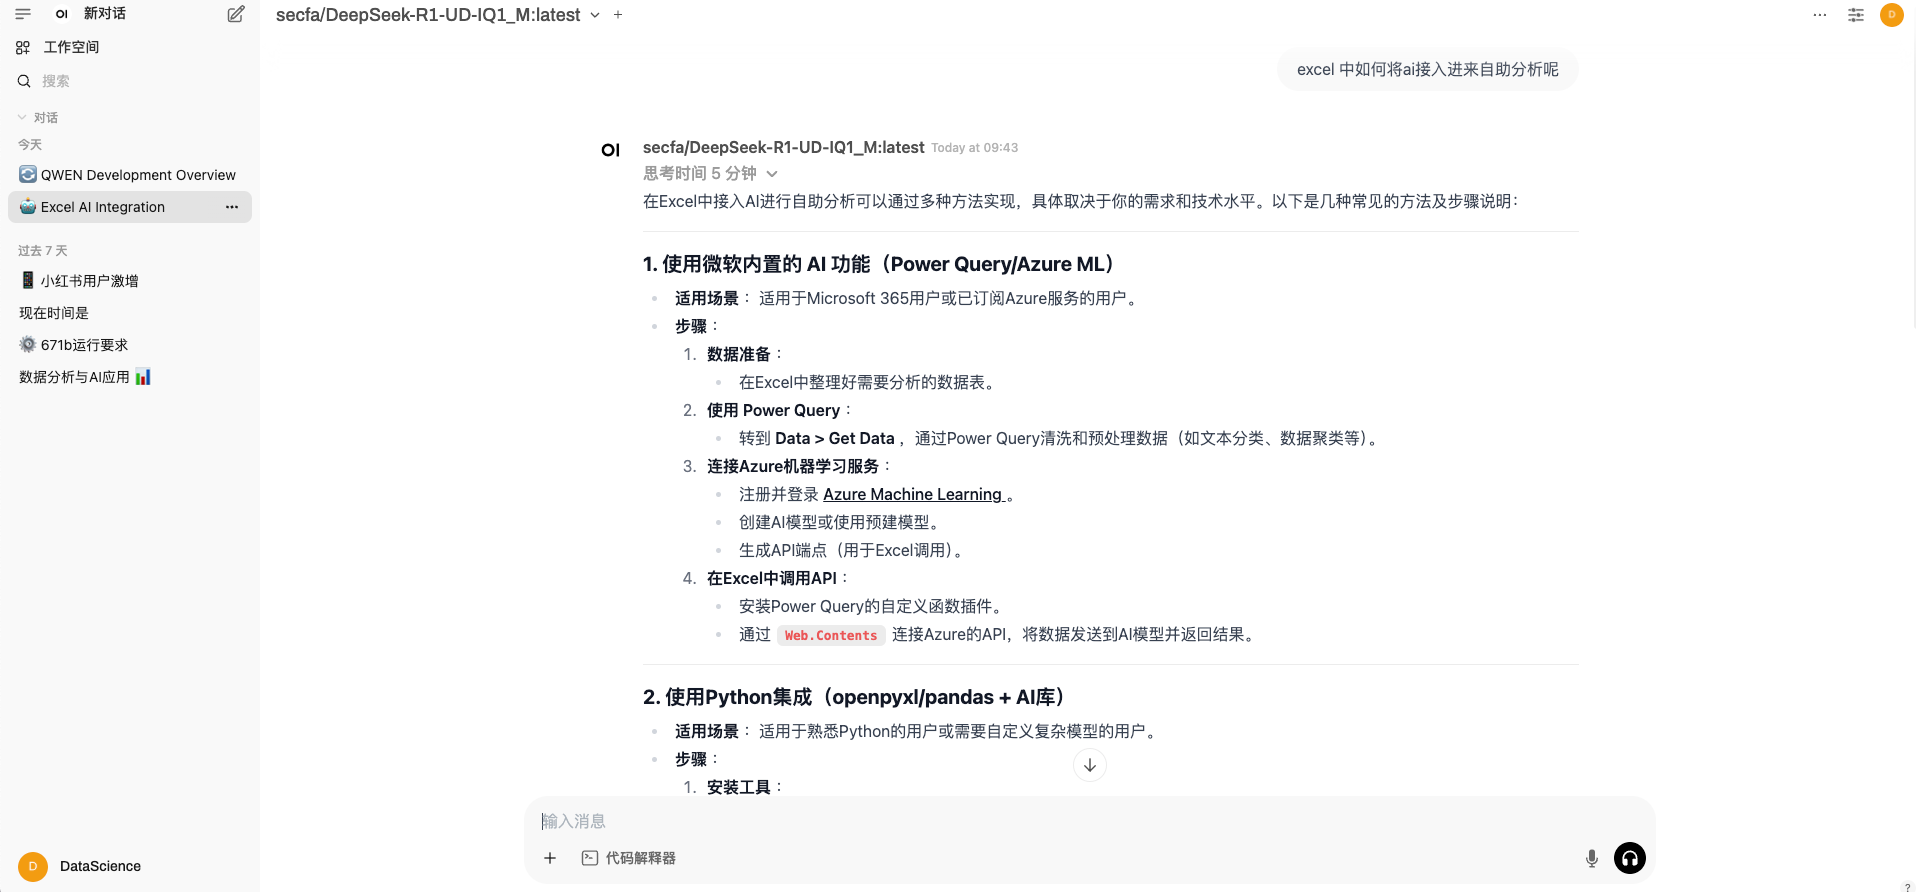 OI 新对话
工作空间
搜索
对话
今天
QWEN Development Overview
Excel AI Integration
过去 7 天
小红书用户激增
现在时间是
671b运行要求
数据分析与AI应用
D DataScience
secfa/DeepSeek-R1-UD-IQ1_M:latest
D
excel 中如何将ai接入进来自助分析呢
OI secfa/DeepSeek-R1-UD-IQ1_M:latest Today at 09:43
思考时间 5 分钟
在Excel中接入AI进行自助分析可以通过多种方法实现，具体取决于你的需求和技术水平。以下是几种常见的方法及步骤说明：
1. 使用微软内置的 AI 功能（Power Query/Azure ML）
适用场景： 适用于Microsoft 365用户或已订阅Azure服务的用户。
步骤：
1. 数据准备：
在Excel中整理好需要分析的数据表。
2. 使用 Power Query：
转到 Data > Get Data ，通过Power Query清洗和预处理数据（如文本分类、数据聚类等）。
3. 连接Azure机器学习服务：
注册并登录 Azure Machine Learning 。
创建AI模型或使用预建模型。
生成API端点（用于Excel调用）。
4. 在Excel中调用API：
安装Power Query的自定义函数插件。
通过 Web.Contents 连接Azure的API，将数据发送到AI模型并返回结果。
2. 使用Python集成（openpyxl/pandas + AI库）
适用场景： 适用于熟悉Python的用户或需要自定义复杂模型的用户。
步骤：
1. 安装工具：
输入消息
代码解释器
?